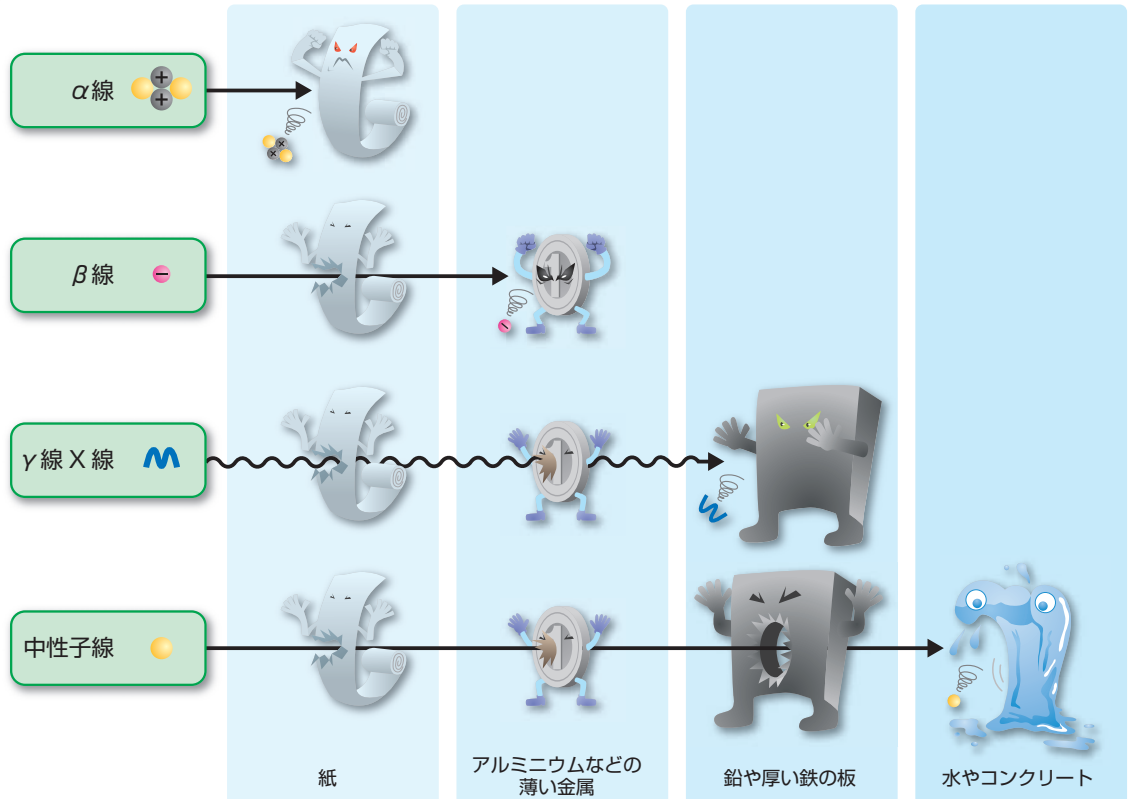 α線
β線
γ線X線
中性子線
紙
アルミニウムなどの
薄い金属
鉛や厚い鉄の板
水やコンクリート